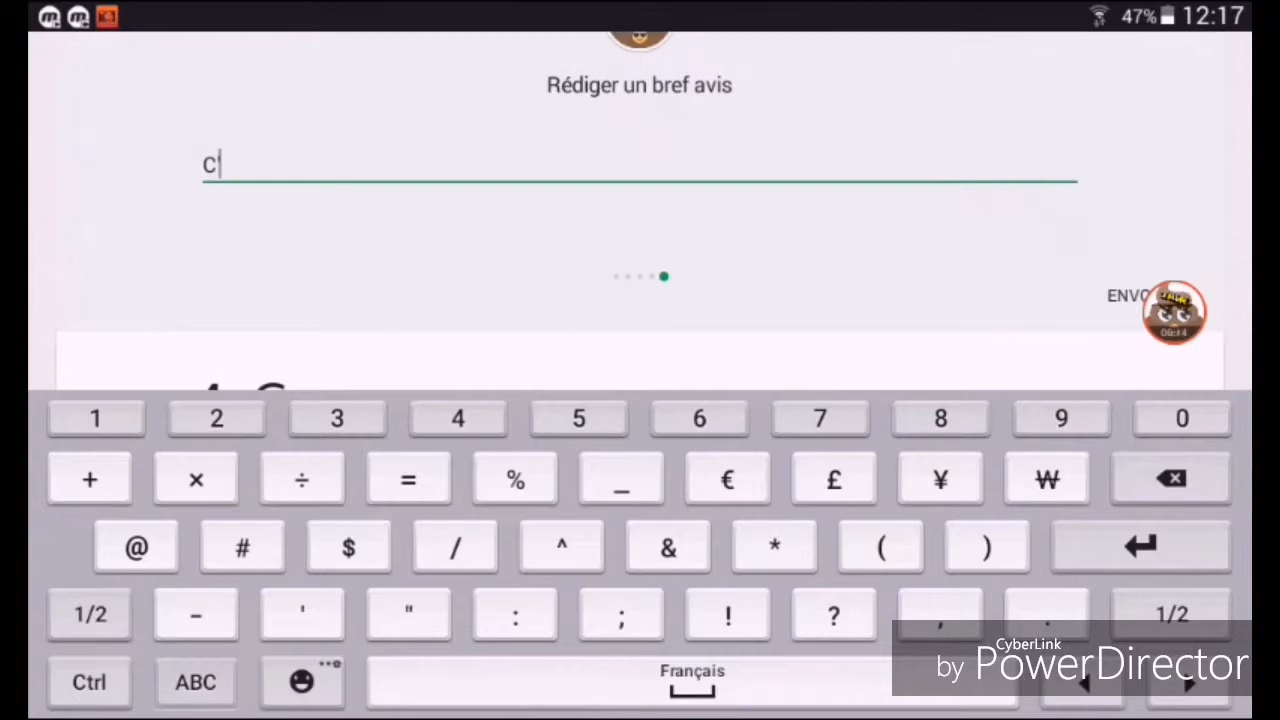 47% 12:17
Rédiger un bref avis
C'
ENVO
1 2 3 4 5 6 7 8 9 0
+ × ÷ = % _ € £ ¥ ₩
@ # $ / ^ & * ( )
1/2 - ' " : ; ! ? , . 1/2
Ctrl ABC Français
CyberLink
by PowerDirector